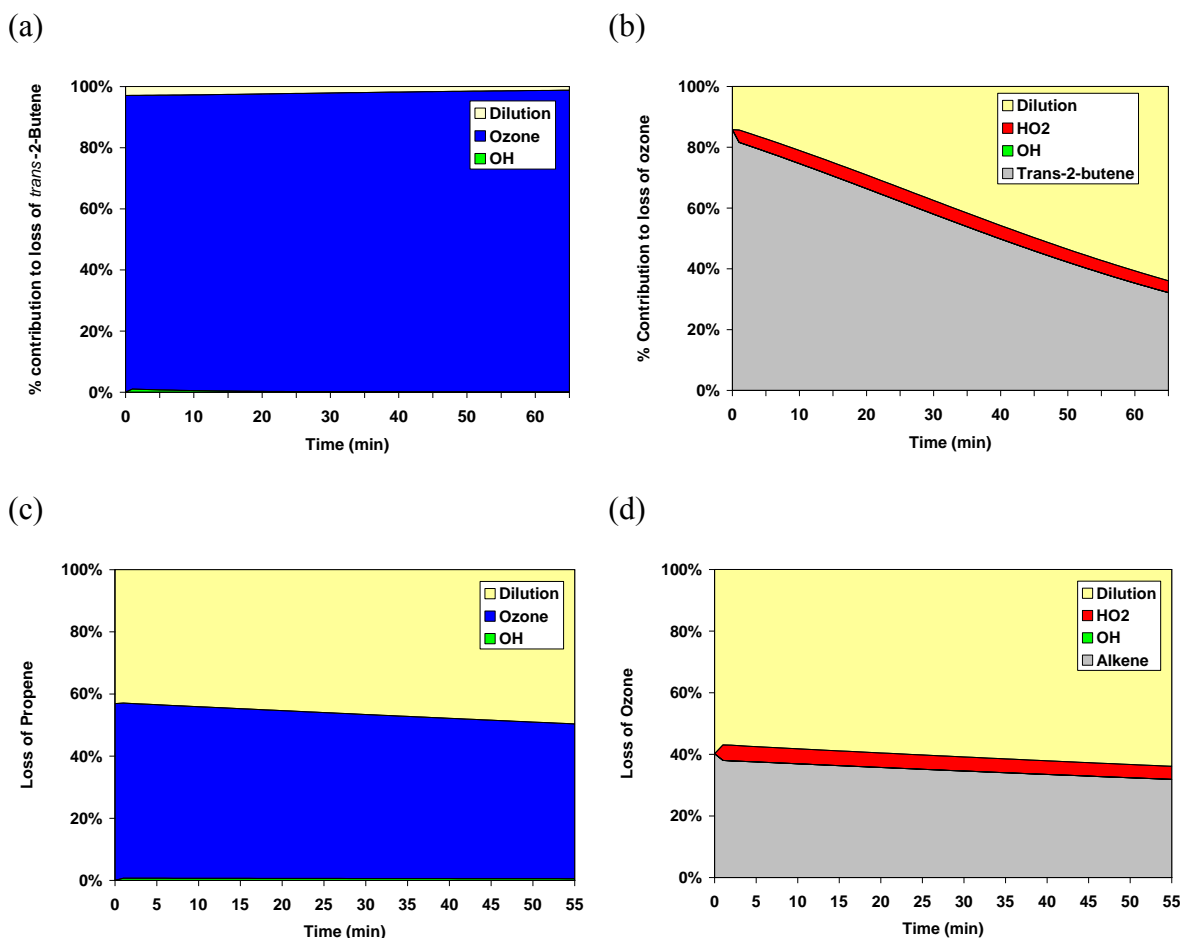 (a)
% contribution to loss of trans-2-Butene
100%
80%
60%
40%
20%
0%
Dilution
Ozone
OH
0 10 20 30 40 50 60
Time (min)
(b)
% Contribution to loss of ozone
100%
80%
60%
40%
20%
0%
Dilution
HO2
OH
Trans-2-butene
0 10 20 30 40 50 60
Time (min)
(c)
Loss of Propene
100%
80%
60%
40%
20%
0%
Dilution
Ozone
OH
0 5 10 15 20 25 30 35 40 45 50 55
Time (min)
(d)
Loss of Ozone
100%
80%
60%
40%
20%
0%
Dilution
HO2
OH
Alkene
0 5 10 15 20 25 30 35 40 45 50 55
Time (min)